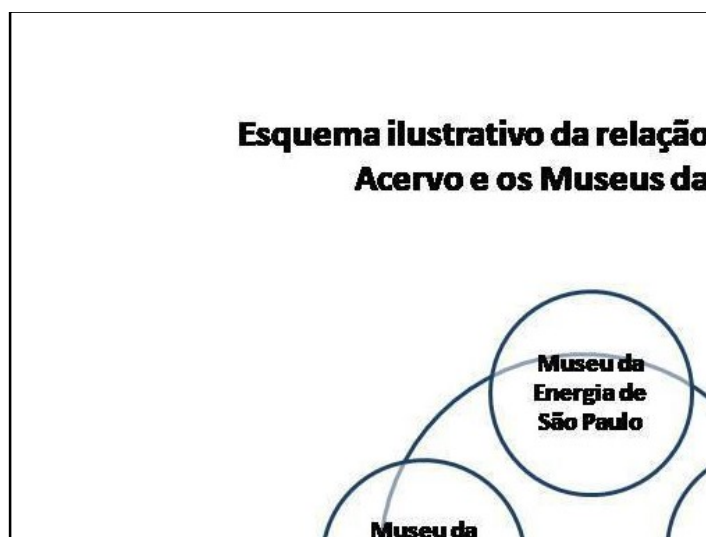 Esquema ilustrativo da relação
Acervo e os Museus da
Museu da
Energia de
São Paulo
Museu da